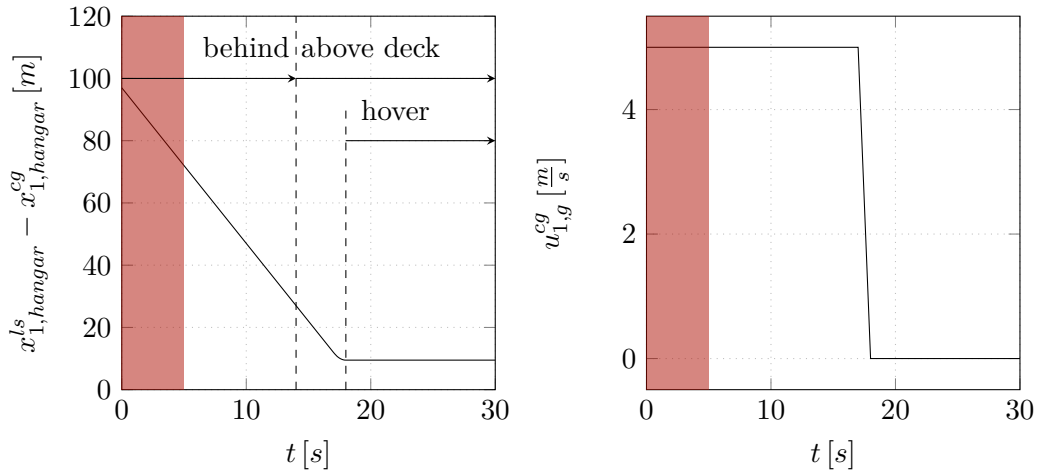 120
100
80
60
40
20
0
0 10 20 30
behind above deck
hover
x^{ls}_{1,hangar} − x^{cg}_{1,hangar} [m]
t [s]
4
2
0
0 10 20 30
u^{cg}_{1,g} [\frac{m}{s}]
t [s]